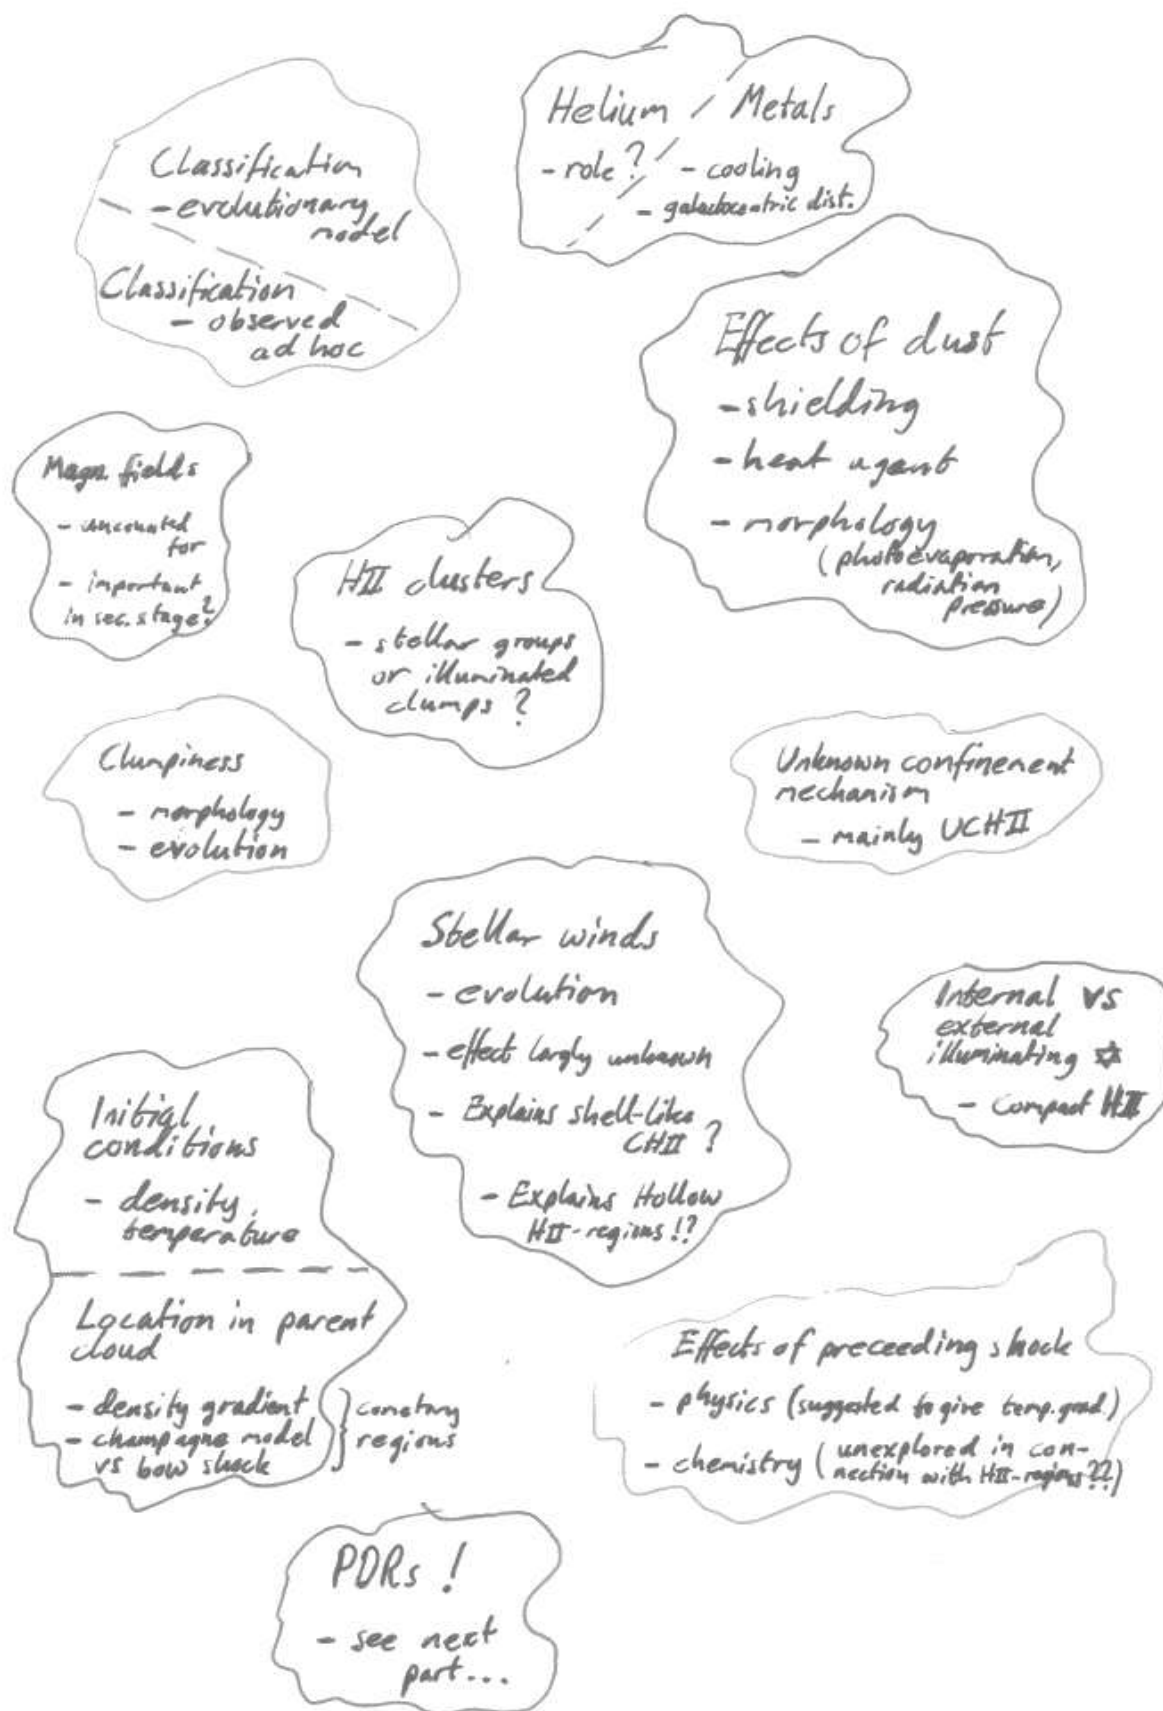 Classification
- evolutionary
model
Classification
- observed
ad hoc
Helium / Metals
- role? - cooling
- galactocentric dist.
Effects of dust
- shielding
- heat agent
- morphology
(photoevaporation,
radiation
pressure)
Magn. fields
- unconated
for
- important
in sec. stage?
HII clusters
- stellar groups
or illuminated
clumps ?
Clumpiness
- morphology
- evolution
Unknown confinement
mechanism
- mainly UCHII
Stellar winds
- evolution
- effect largly unknown
- Explains shell-like
CHII ?
- Explains Hollow
HII-regions!?
Internal vs
external
illuminating ✡
- compact HII
Initial
conditions
- density,
temperature
Location in parent
cloud
- density gradient } cometary
- champagne model } regions
vs bow shock
Effects of preceeding shock
- physics (suggested to give temp.grad.)
- chemistry (unexplored in con-
nection with HII-regions??)
PDRs !
- see next
part...